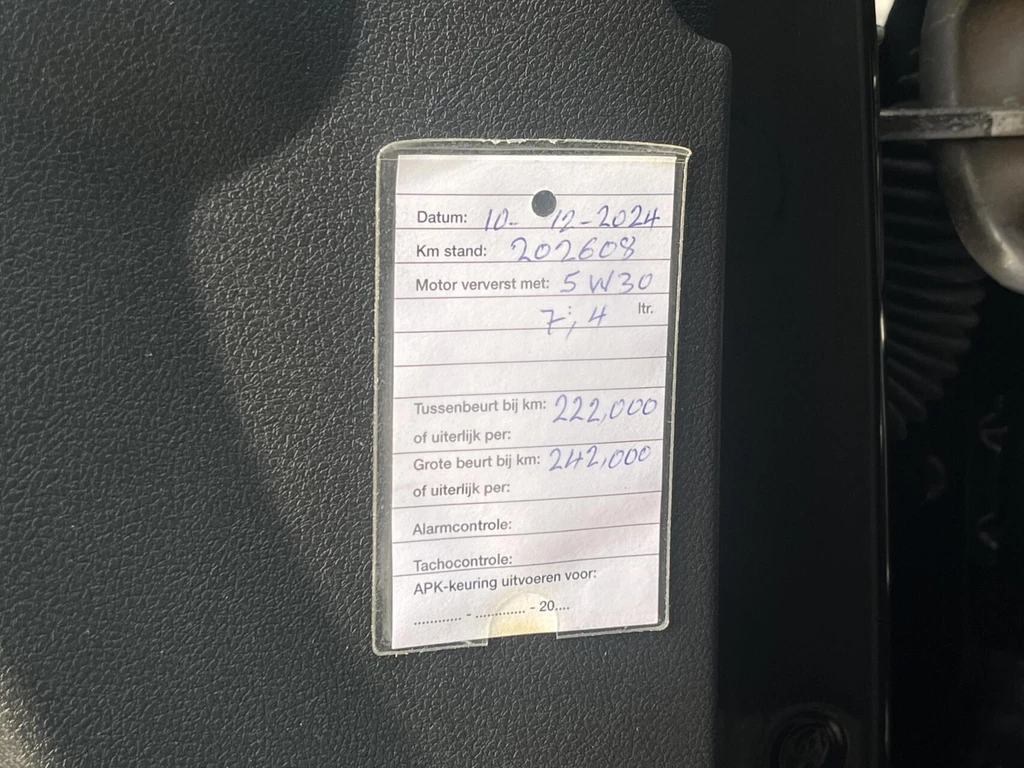 Datum: 10-12-2024
Km stand: 202608
Motor ververst met: 5W30
7,4 ltr.
Tussenbeurt bij km: 222,000
of uiterlijk per:
Grote beurt bij km: 242,000
of uiterlijk per:
Alarmcontrole:
Tachocontrole:
APK-keuring uitvoeren voor:
............ - ............. - 20....